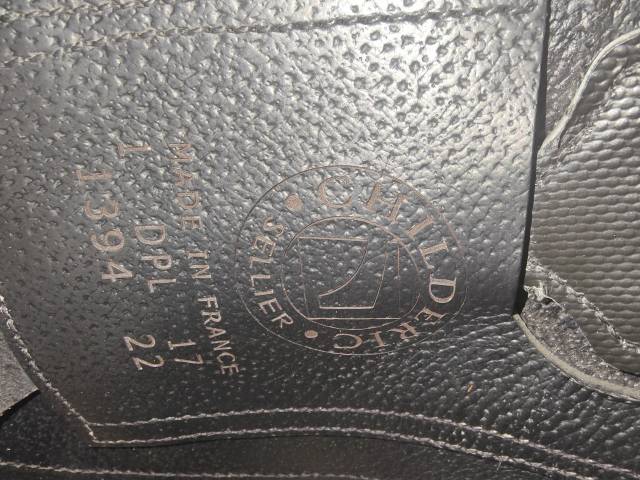 CHILDERIC
SELLIER
MADE IN FRANCE
1 DPL 17
1394 22